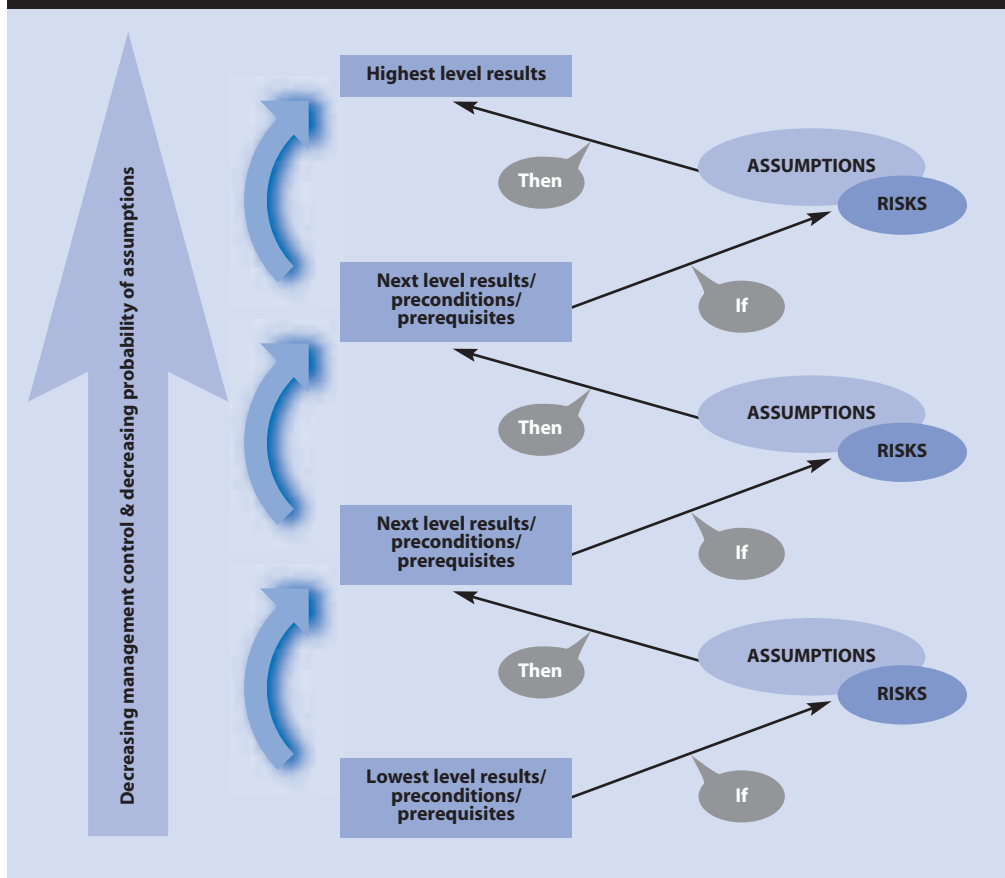 Decreasing management control & decreasing probability of assumptions
Highest level results
Then
ASSUMPTIONS
RISKS
Next level results/
preconditions/
prerequisites
If
Then
ASSUMPTIONS
RISKS
Next level results/
preconditions/
prerequisites
If
Then
ASSUMPTIONS
RISKS
Lowest level results/
preconditions/
prerequisites
If